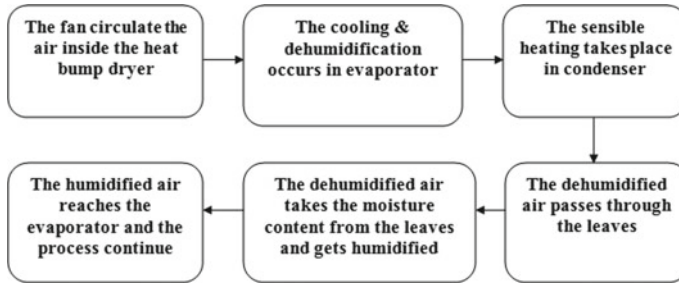 The fan circulate the
air inside the heat
bump dryer
The cooling &
dehumidification
occurs in evaporator
The sensible
heating takes place
in condenser
The dehumidified
air passes through
the leaves
The dehumidified air
takes the moisture
content from the leaves
and gets humidified
The humidified air
reaches the
evaporator and the
process continue